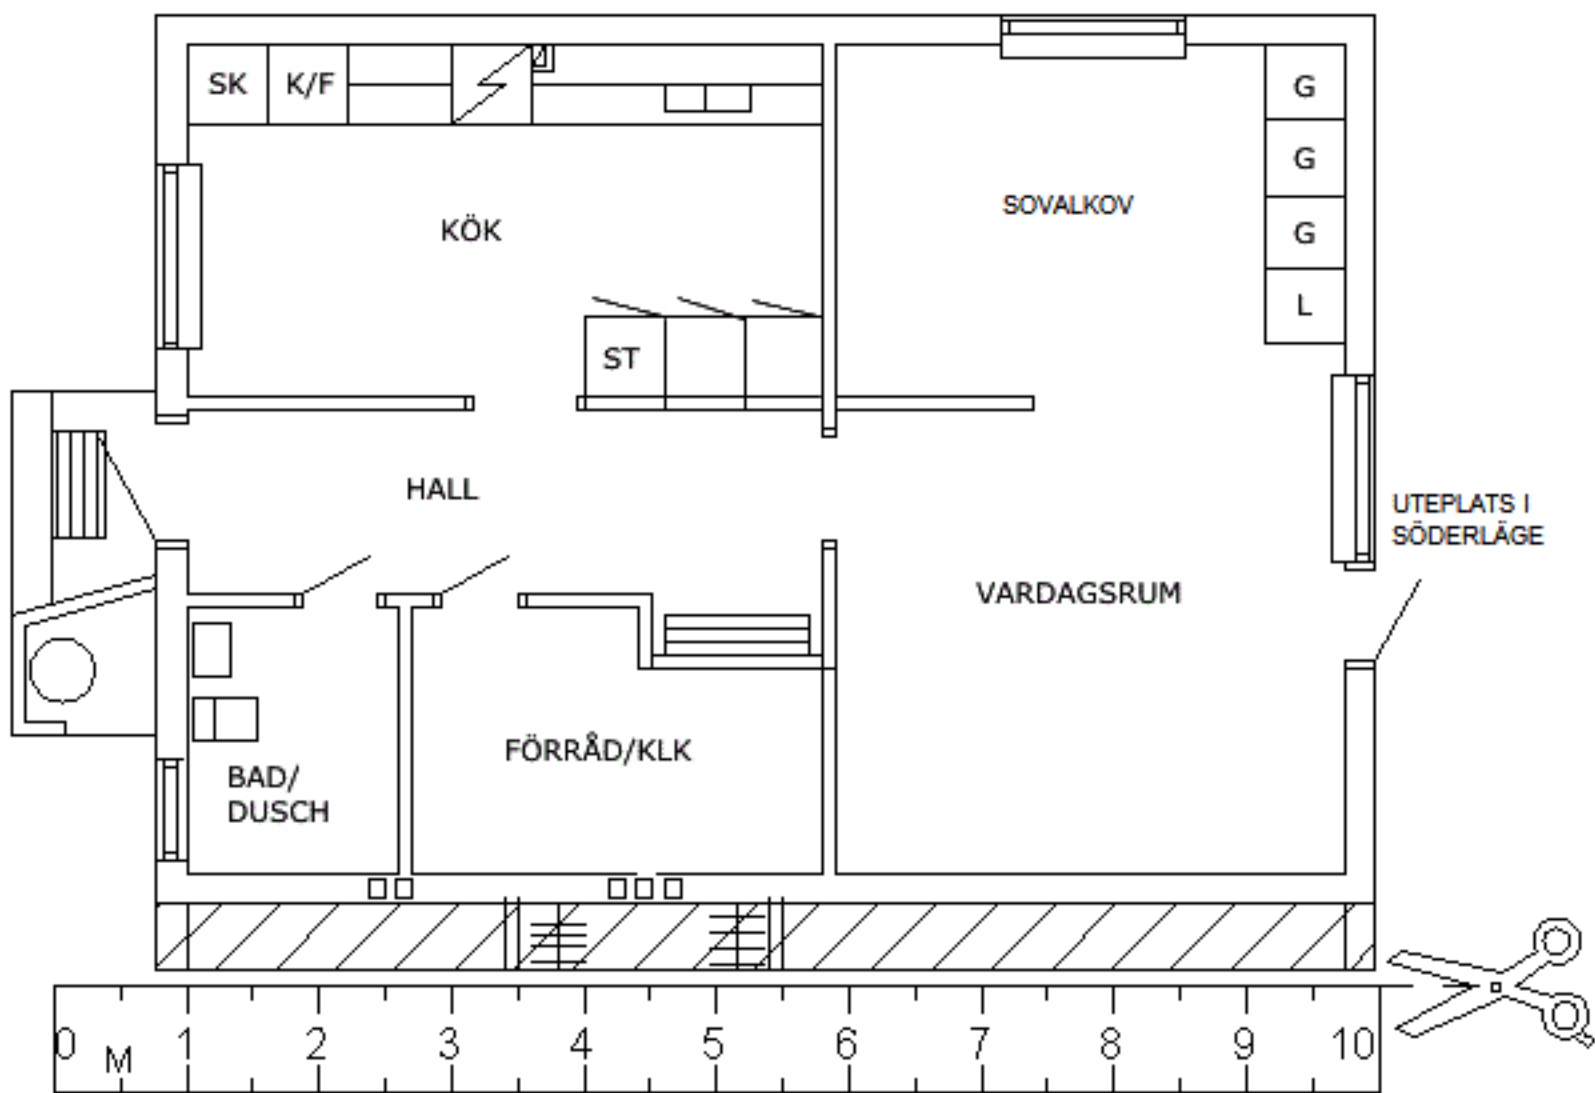 SK
K/F
G
G
SOVALKOV
KÖK
G
L
ST
HALL
UTEPLATS I
SÖDERLÄGE
VARDAGSRUM
FÖRRÅD/KLK
BAD/
DUSCH
0 M 1 2 3 4 5 6 7 8 9 10